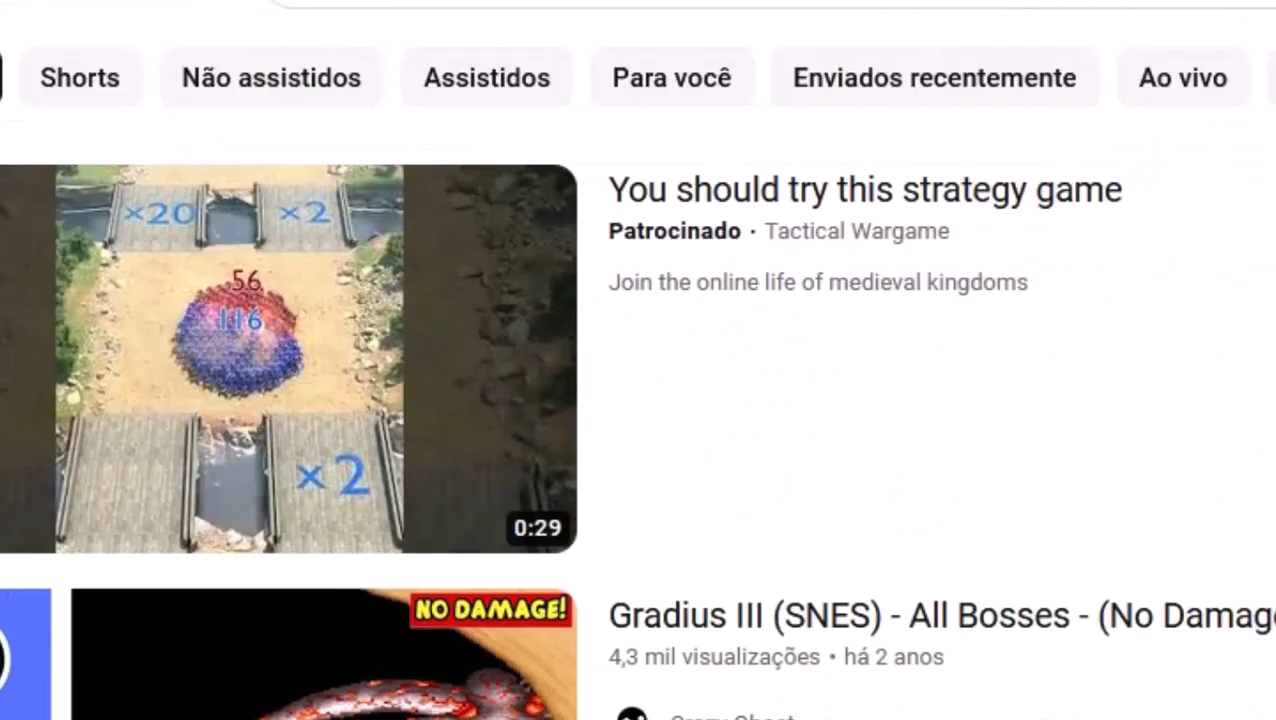 Shorts
Não assistidos
Assistidos
Para você
Enviados recentemente
Ao vivo
×20
×2
56
116
×2
0:29
You should try this strategy game
Patrocinado · Tactical Wargame
Join the online life of medieval kingdoms
NO DAMAGE!
Gradius III (SNES) - All Bosses - (No Damag
4,3 mil visualizações • há 2 anos